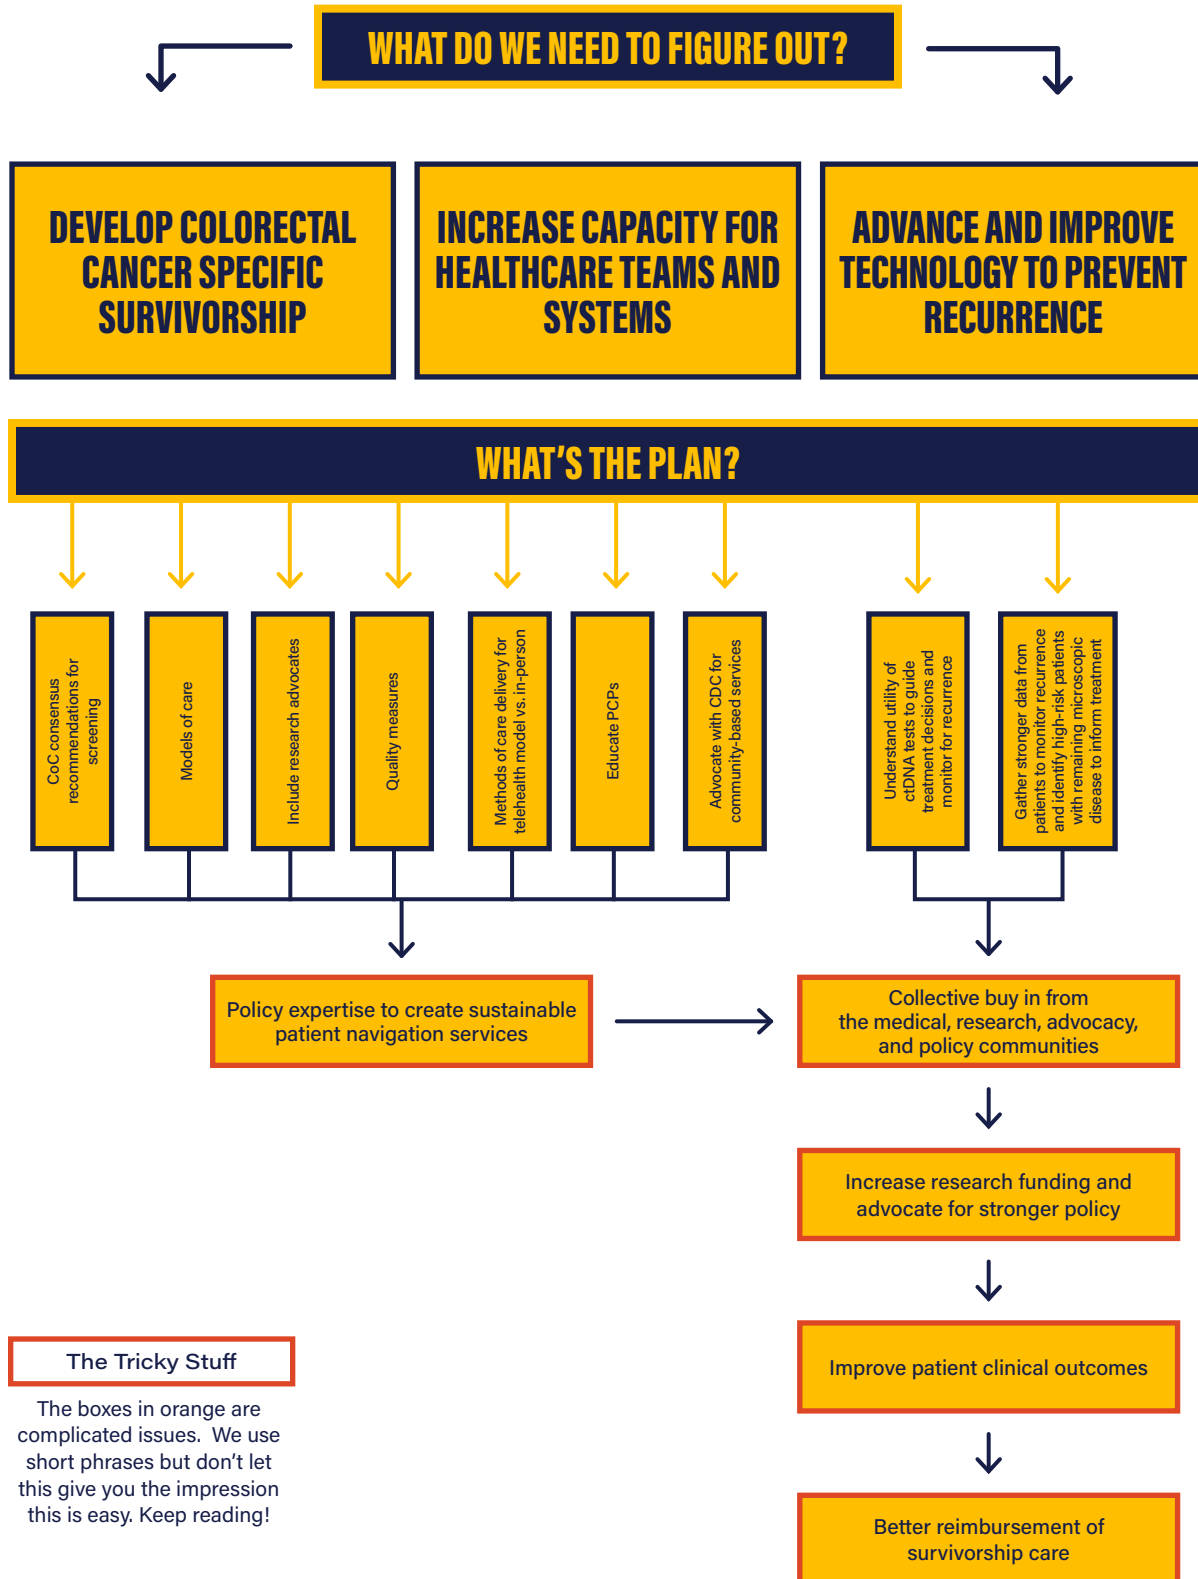 WHAT DO WE NEED TO FIGURE OUT?
DEVELOP COLORECTAL
CANCER SPECIFIC
SURVIVORSHIP
INCREASE CAPACITY FOR
HEALTHCARE TEAMS AND
SYSTEMS
ADVANCE AND IMPROVE
TECHNOLOGY TO PREVENT
RECURRENCE
WHAT'S THE PLAN?
CoC consensus
recommendations for
screening
Models of care
Include research advocates
Quality measures
Methods of care delivery for
telehealth model vs. in-person
Educate PCPs
Advocate with CDC for
community-based services
Understand utility of
ctDNA tests to guide
treatment decisions and
monitor for recurrence
Gather stronger data from
patients to monitor recurrence
and identify high-risk patients
with remaining microscopic
disease to inform treatment
Policy expertise to create sustainable
patient navigation services
Collective buy in from
the medical, research, advocacy,
and policy communities
Increase research funding and
advocate for stronger policy
Improve patient clinical outcomes
Better reimbursement of
survivorship care
The Tricky Stuff
The boxes in orange are
complicated issues.  We use
short phrases but don't let
this give you the impression
this is easy. Keep reading!